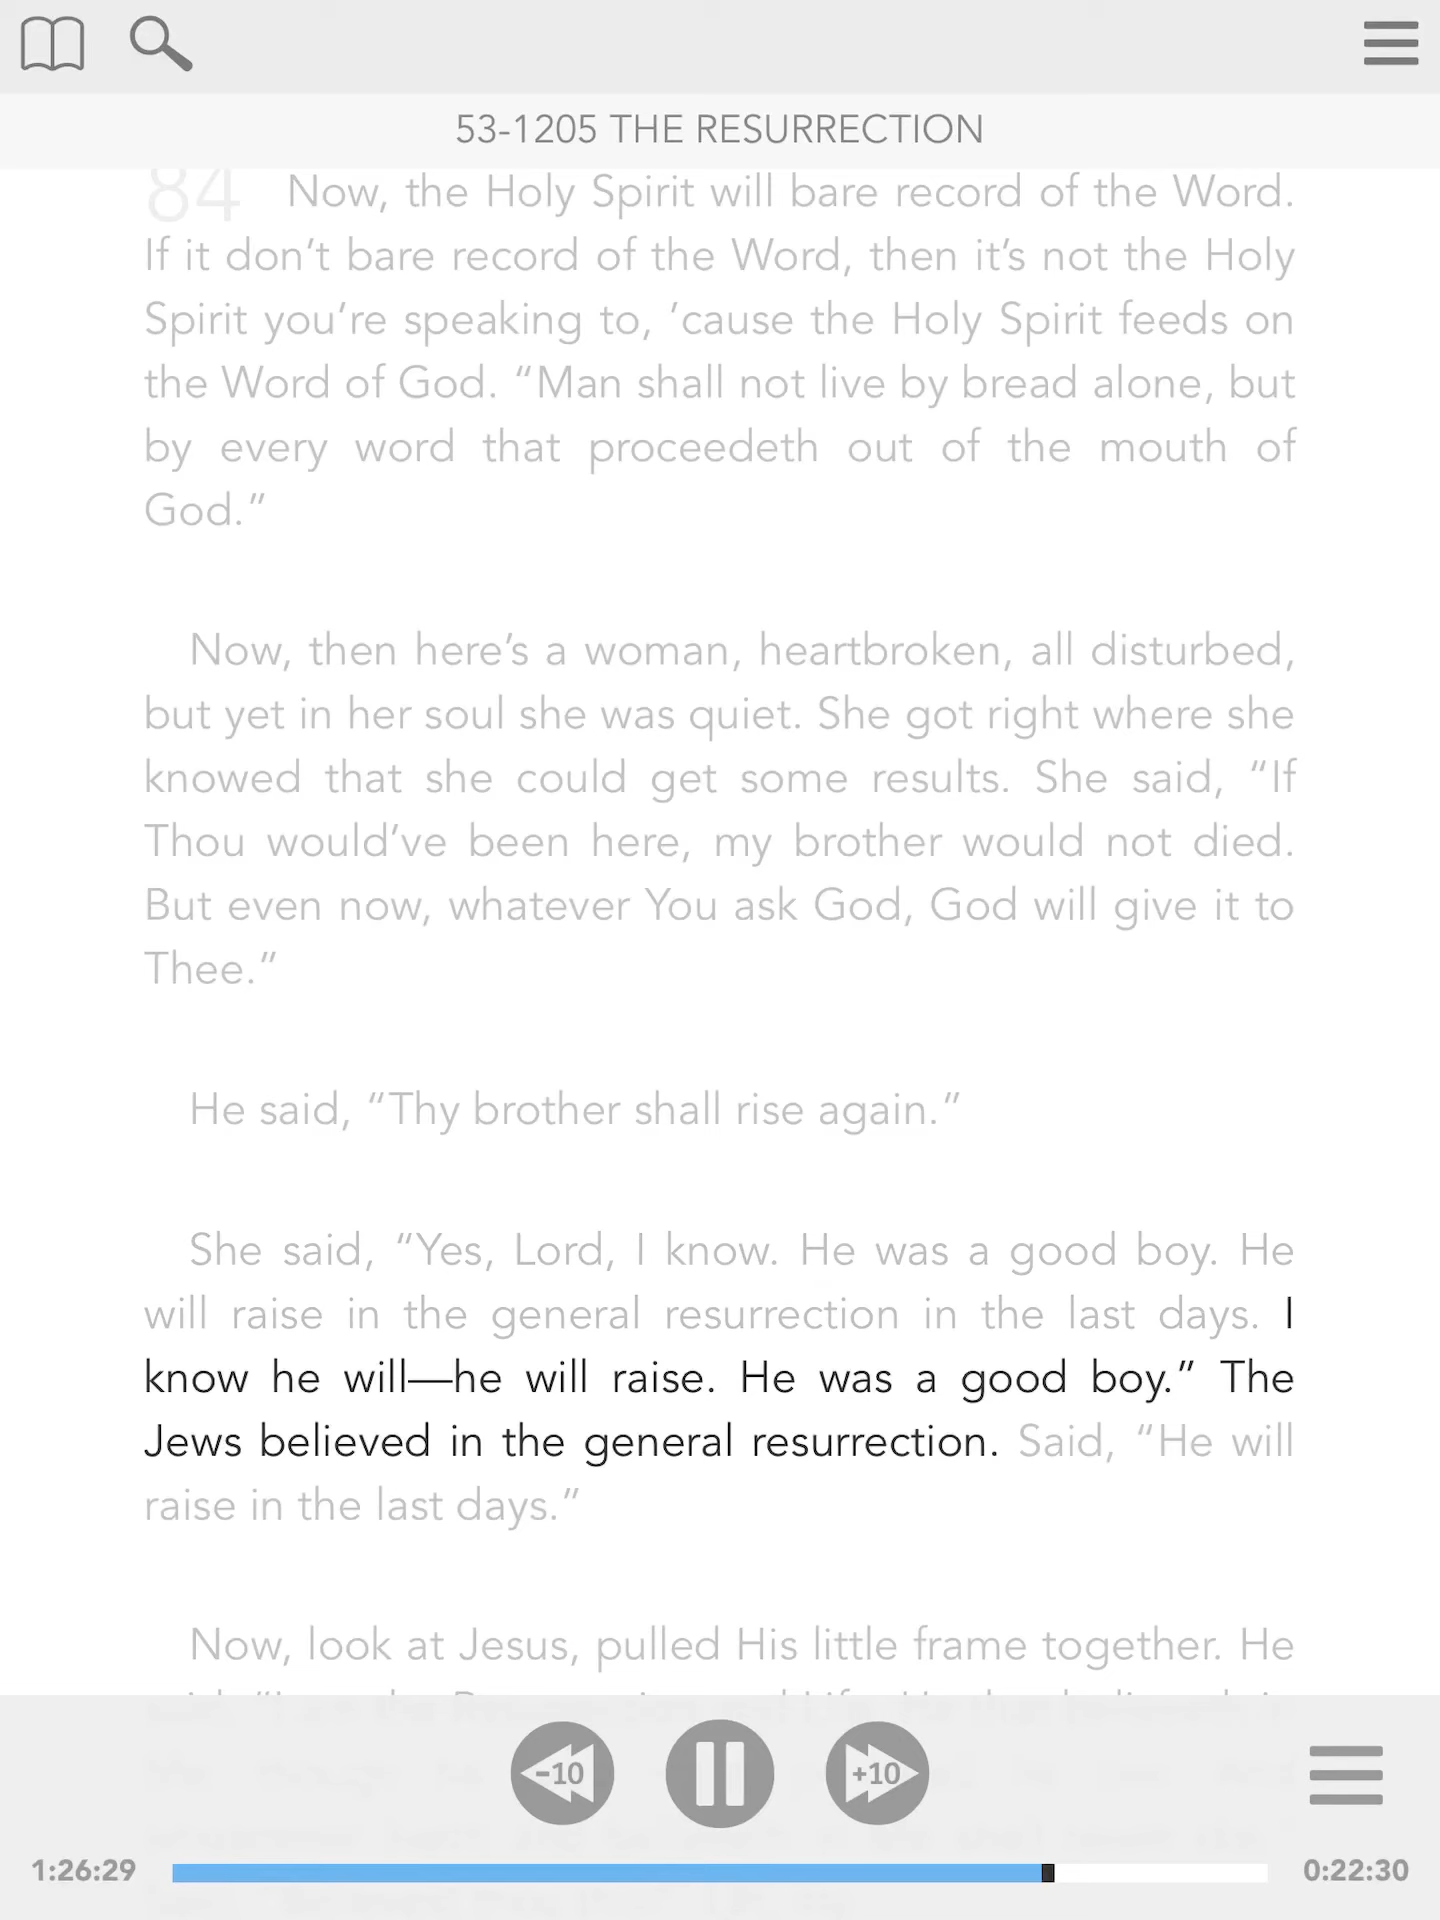 53-1205 THE RESURRECTION
84 Now, the Holy Spirit will bare record of the Word.
If it don’t bare record of the Word, then it’s not the Holy
Spirit you’re speaking to, ’cause the Holy Spirit feeds on
the Word of God. “Man shall not live by bread alone, but
by every word that proceedeth out of the mouth of
God.”
Now, then here’s a woman, heartbroken, all disturbed,
but yet in her soul she was quiet. She got right where she
knowed that she could get some results. She said, “If
Thou would’ve been here, my brother would not died.
But even now, whatever You ask God, God will give it to
Thee.”
He said, “Thy brother shall rise again.”
She said, “Yes, Lord, I know. He was a good boy. He
will raise in the general resurrection in the last days. I
know he will—he will raise. He was a good boy.” The
Jews believed in the general resurrection. Said, “He will
raise in the last days.”
Now, look at Jesus, pulled His little frame together. He
-10 +10
1:26:29 0:22:30